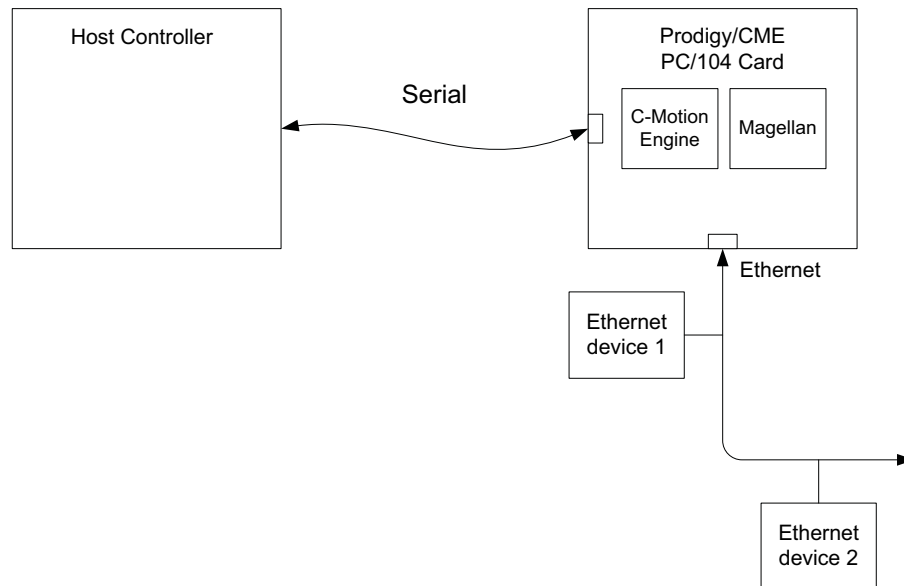 Host Controller
Serial
Prodigy/CME
PC/104 Card
C-Motion
Engine
Magellan
Ethernet
Ethernet
device 1
Ethernet
device 2